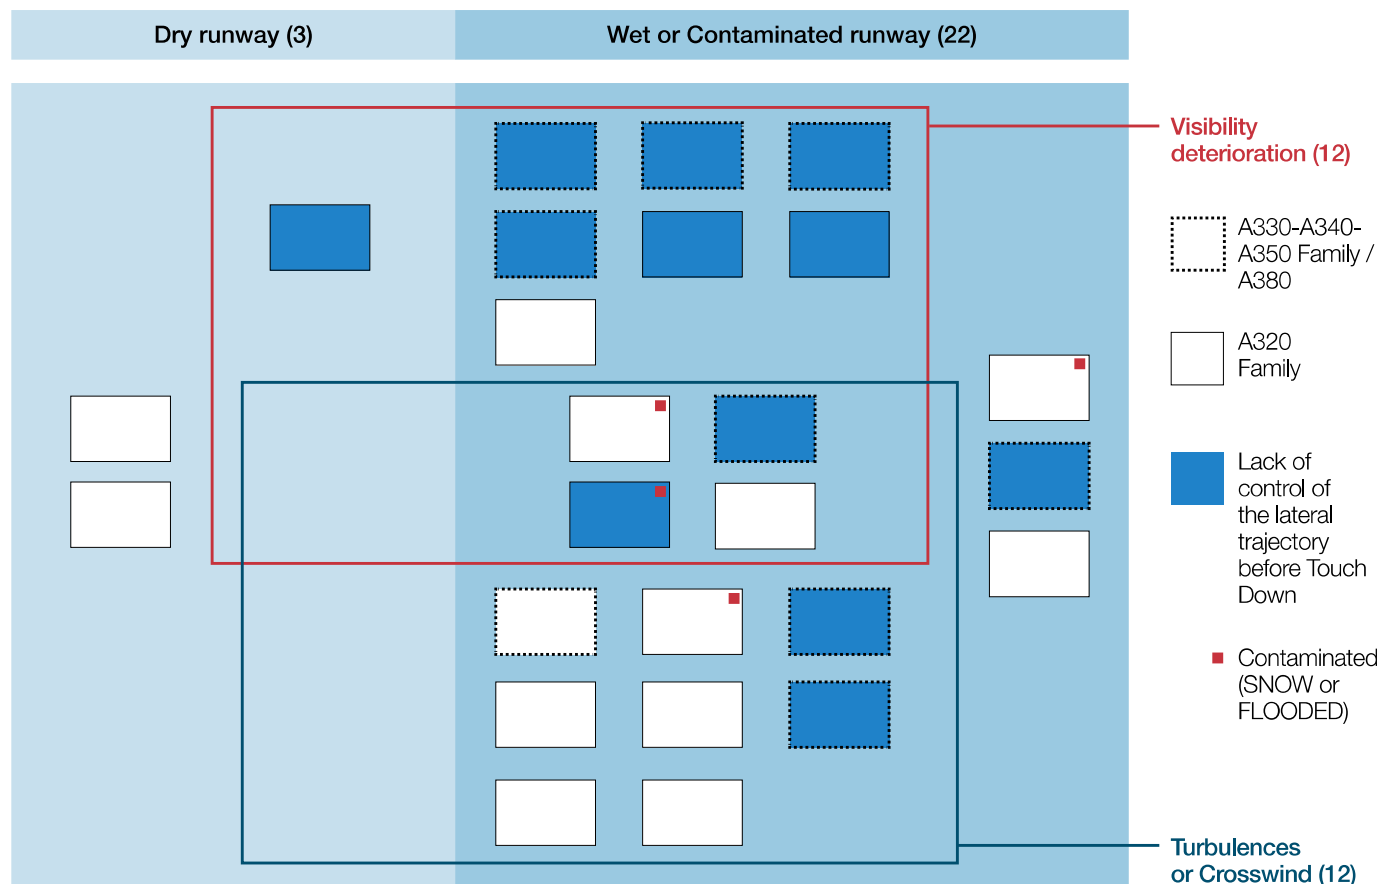 Dry runway (3)
Wet or Contaminated runway (22)
Visibility
deterioration (12)
A330-A340-
A350 Family /
A380
A320
Family
Lack of
control of
the lateral
trajectory
before Touch
Down
Contaminated
(SNOW or
FLOODED)
Turbulences
or Crosswind (12)